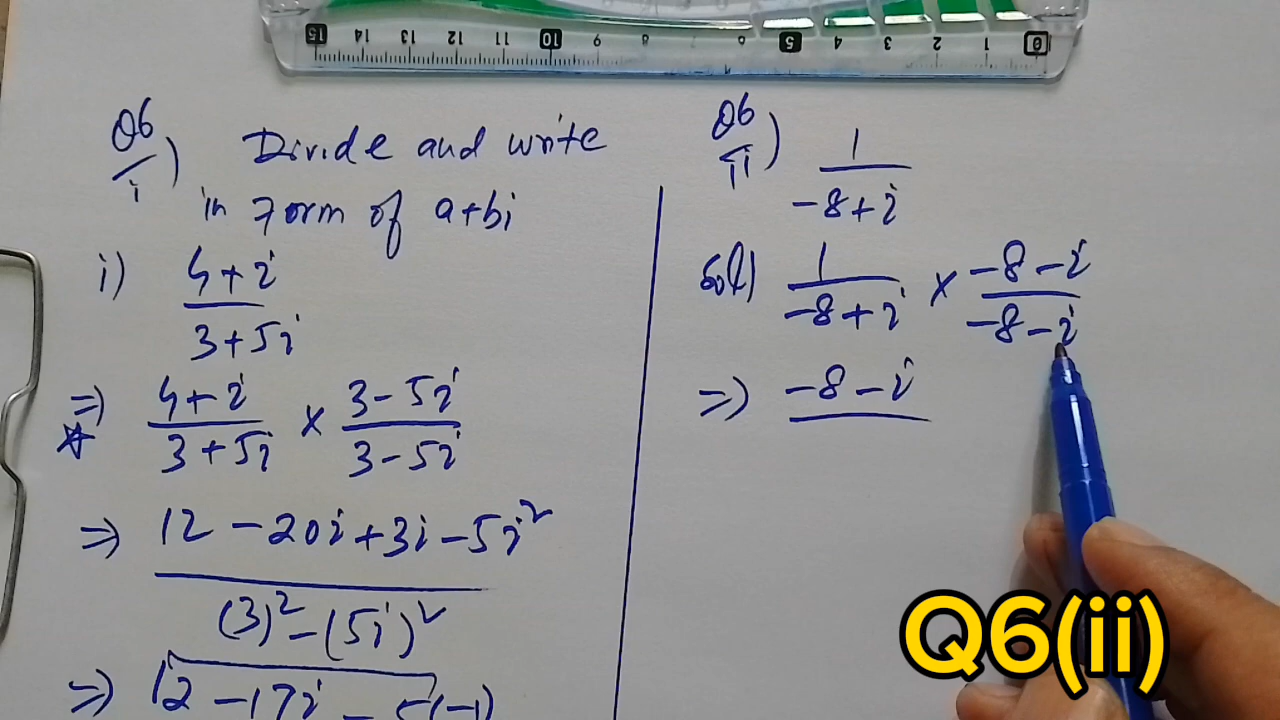 15 14 13 12 11 10 9 8 7 6 5 4 3 2 1 0
Q6
i) Divide and write
in form of a+bi
i) 4+i
3+5i
=> 4+i × 3-5i
3+5i 3-5i
=> 12 - 20i + 3i - 5i²
(3)² - (5i)²
=> 12 - 17i - 5(-1)
Q6
ii) 1
-8+i
Sol) 1 × -8-i
-8+i -8-i
=> -8-i
Q6(ii)